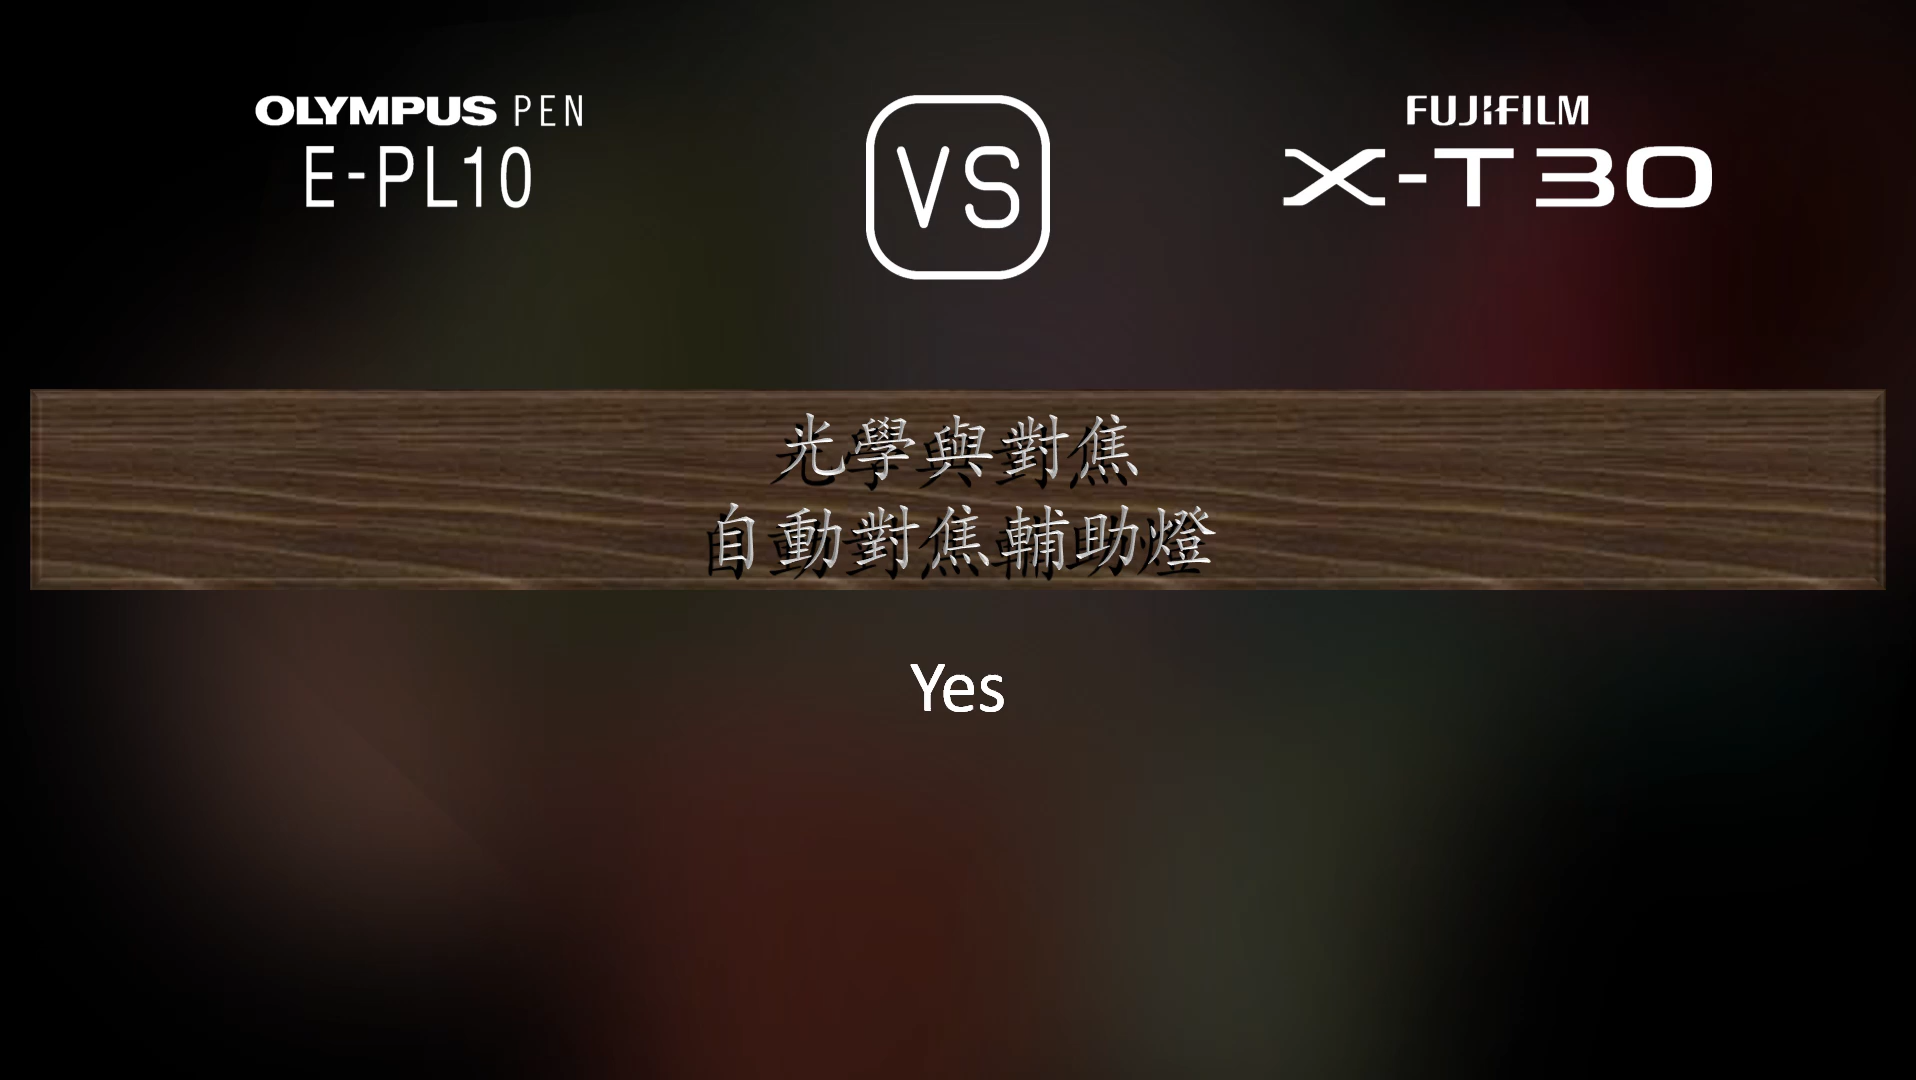 OLYMPUS PEN
E-PL10
VS
FUJIFILM
X-T30
光學與對焦
自動對焦輔助燈
Yes